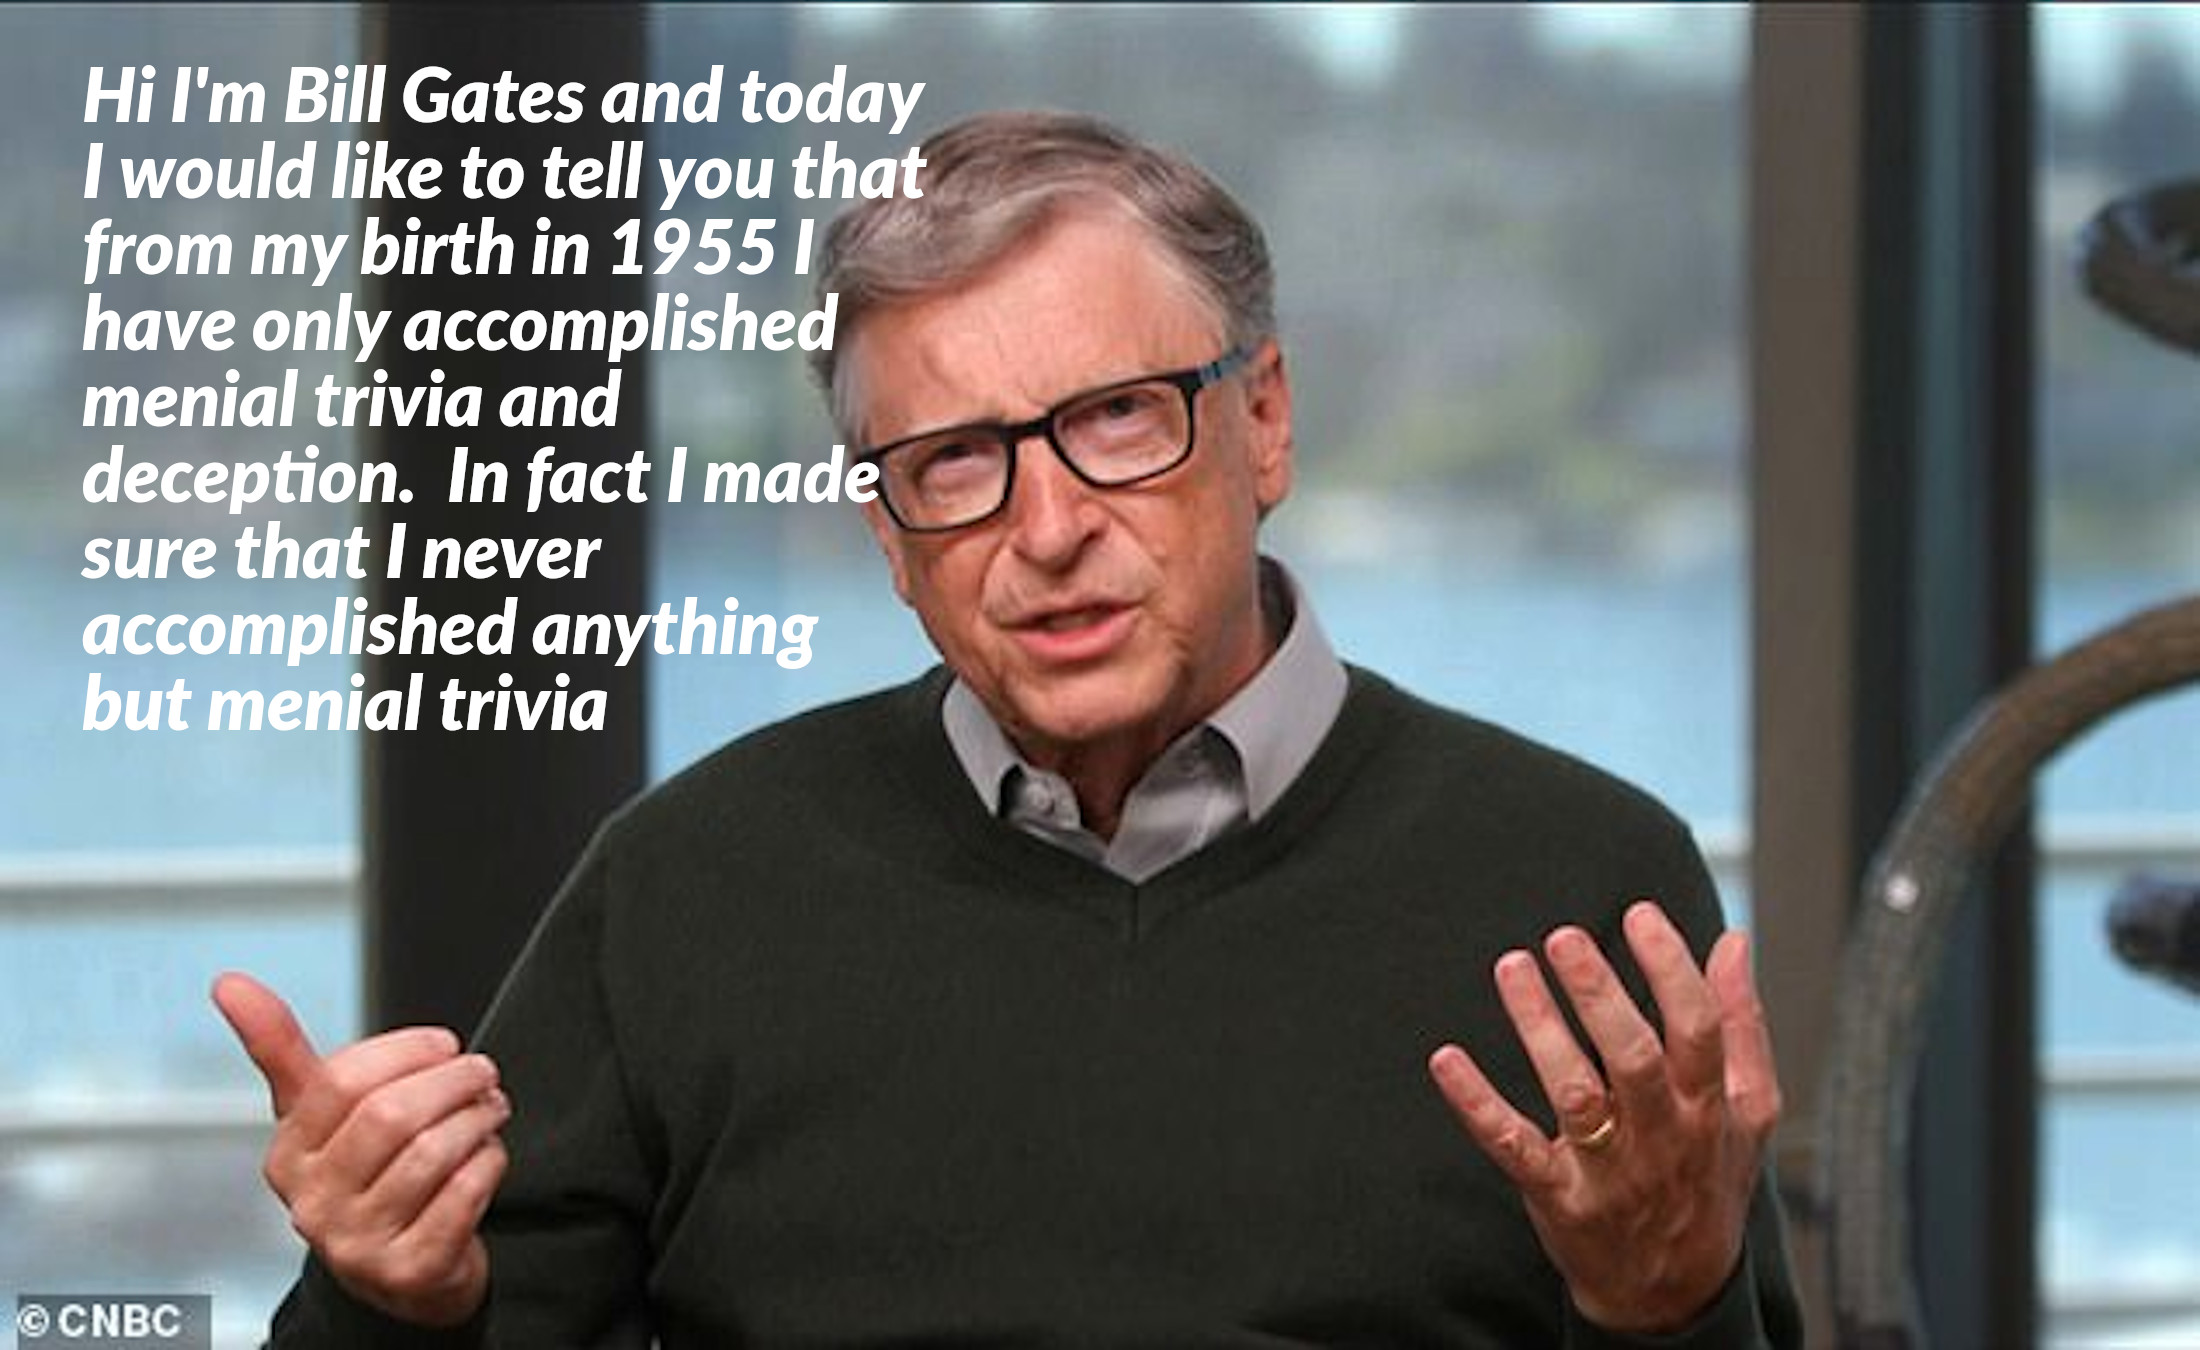 Hi I'm Bill Gates and today
I would like to tell you that
from my birth in 1955 I
have only accomplished
menial trivia and
deception.  In fact I made
sure that I never
accomplished anything
but menial trivia
© CNBC